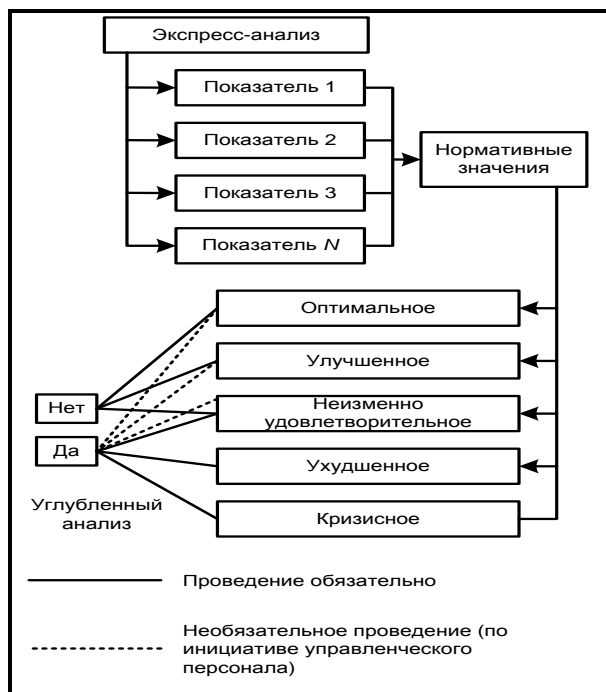 Экспресс-анализ
Показатель 1
Показатель 2
Показатель 3
Показатель N
Нормативные
значения
Оптимальное
Улучшенное
Неизменно
удовлетворительное
Ухудшенное
Кризисное
Нет
Да
Углубленный
анализ
Проведение обязательно
Необязательное проведение (по
инициативе управленческого
персонала)